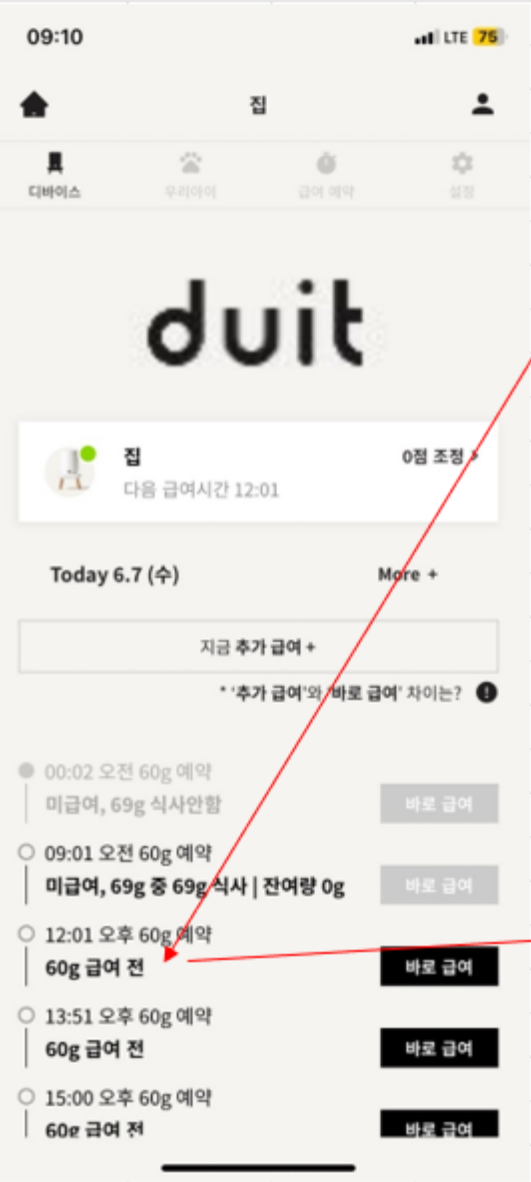 09:10
LTE 75
집
디바이스
우리아이
급여 예약
설정
duit
집
0점 조정 >
다음 급여시간 12:01
Today 6.7 (수)
More +
지금 추가 급여 +
* '추가 급여'와 '바로 급여' 차이는?
00:02 오전 60g 예약
미급여, 69g 식사안함
바로 급여
09:01 오전 60g 예약
미급여, 69g 중 69g 식사 | 잔여량 0g
바로 급여
12:01 오후 60g 예약
60g 급여 전
바로 급여
13:51 오후 60g 예약
60g 급여 전
바로 급여
15:00 오후 60g 예약
60g 급여 전
바로 급여